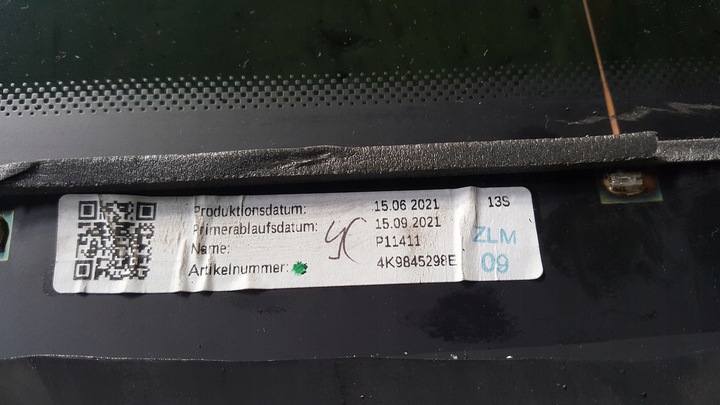 Produktionsdatum: 15.06 2021 13S
Primerablaufsdatum: 15.09 2021
Name: P11411 ZLM
Artikelnummer: 4K9845298E 09